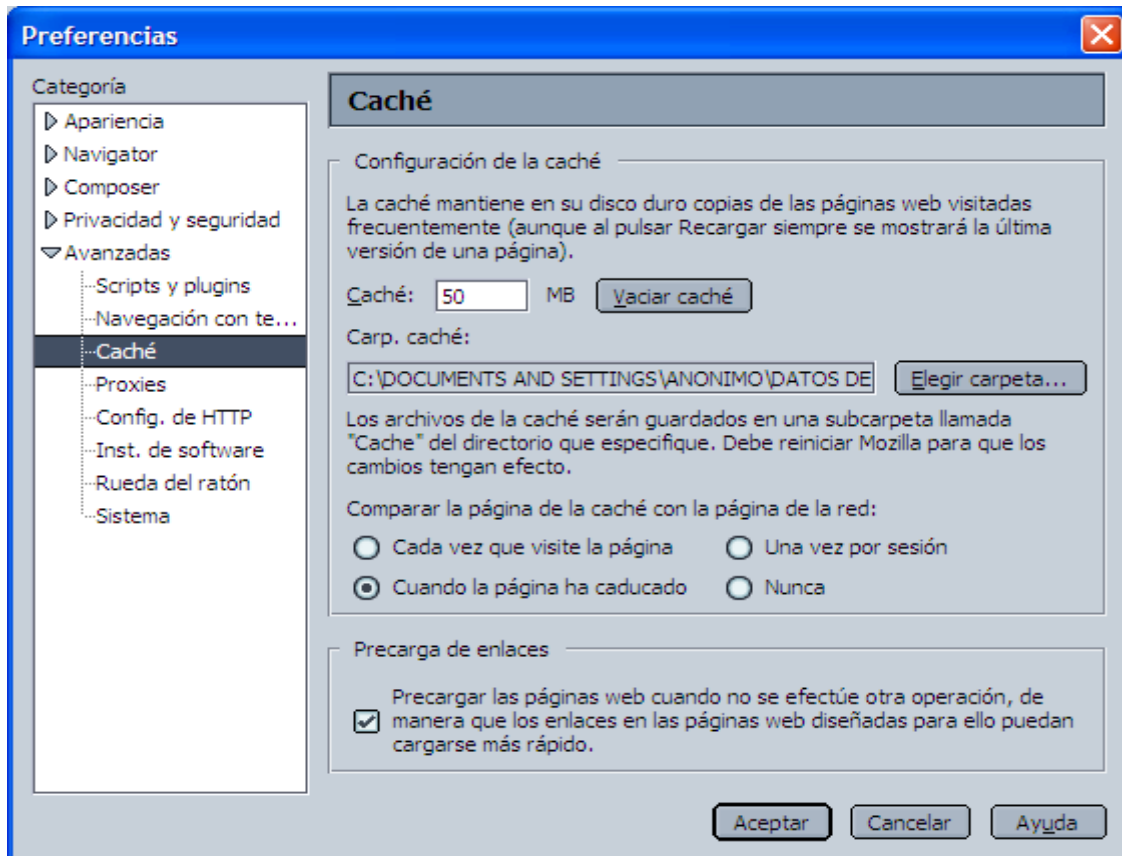 Preferencias
Categoría
Apariencia
Navigator
Composer
Privacidad y seguridad
Avanzadas
Scripts y plugins
Navegación con te...
Caché
Proxies
Config. de HTTP
Inst. de software
Rueda del ratón
Sistema
Caché
Configuración de la caché
La caché mantiene en su disco duro copias de las páginas web visitadas
frecuentemente (aunque al pulsar Recargar siempre se mostrará la última
versión de una página).
Caché: 50 MB Vaciar caché
Carp. caché:
C:\DOCUMENTS AND SETTINGS\ANONIMO\DATOS DE Elegir carpeta...
Los archivos de la caché serán guardados en una subcarpeta llamada
"Cache" del directorio que especifique. Debe reiniciar Mozilla para que los
cambios tengan efecto.
Comparar la página de la caché con la página de la red:
Cada vez que visite la página Una vez por sesión
Cuando la página ha caducado Nunca
Precarga de enlaces
Precargar las páginas web cuando no se efectúe otra operación, de
manera que los enlaces en las páginas web diseñadas para ello puedan
cargarse más rápido.
Aceptar Cancelar Ayuda